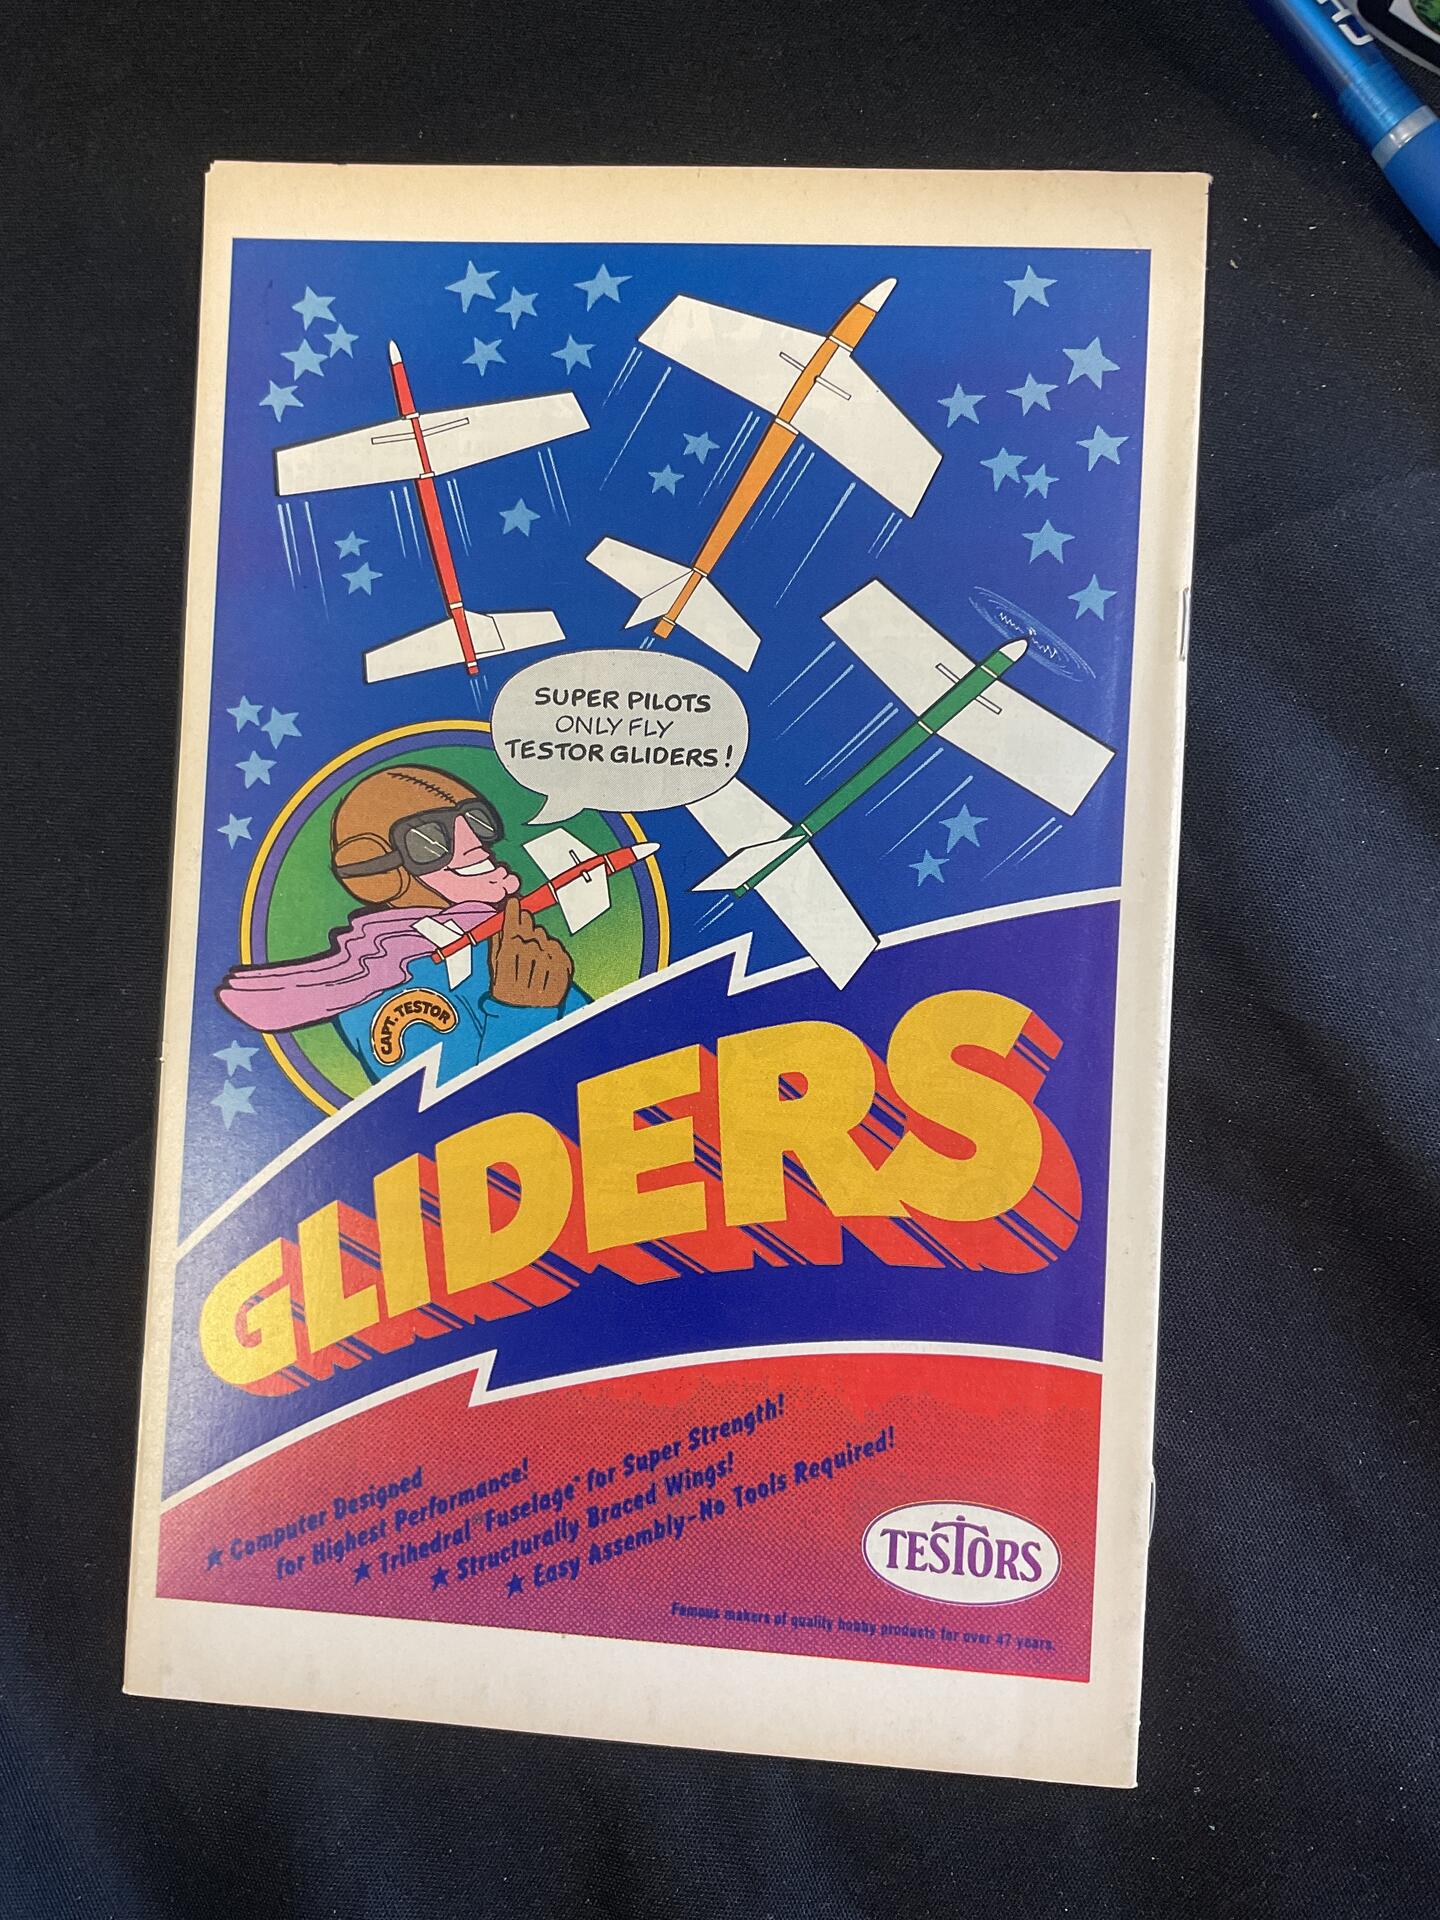 SUPER PILOTS
ONLY FLY
TESTOR GLIDERS!
CAPT. TESTOR
GLIDERS
★ Computer Designed
for Highest Performance!
★ Trihedral Fuselage for Super Strength!
★ Structurally Braced Wings!
★ Easy Assembly-No Tools Required!
TESTORS
Famous makers of quality hobby products for over 47 years.